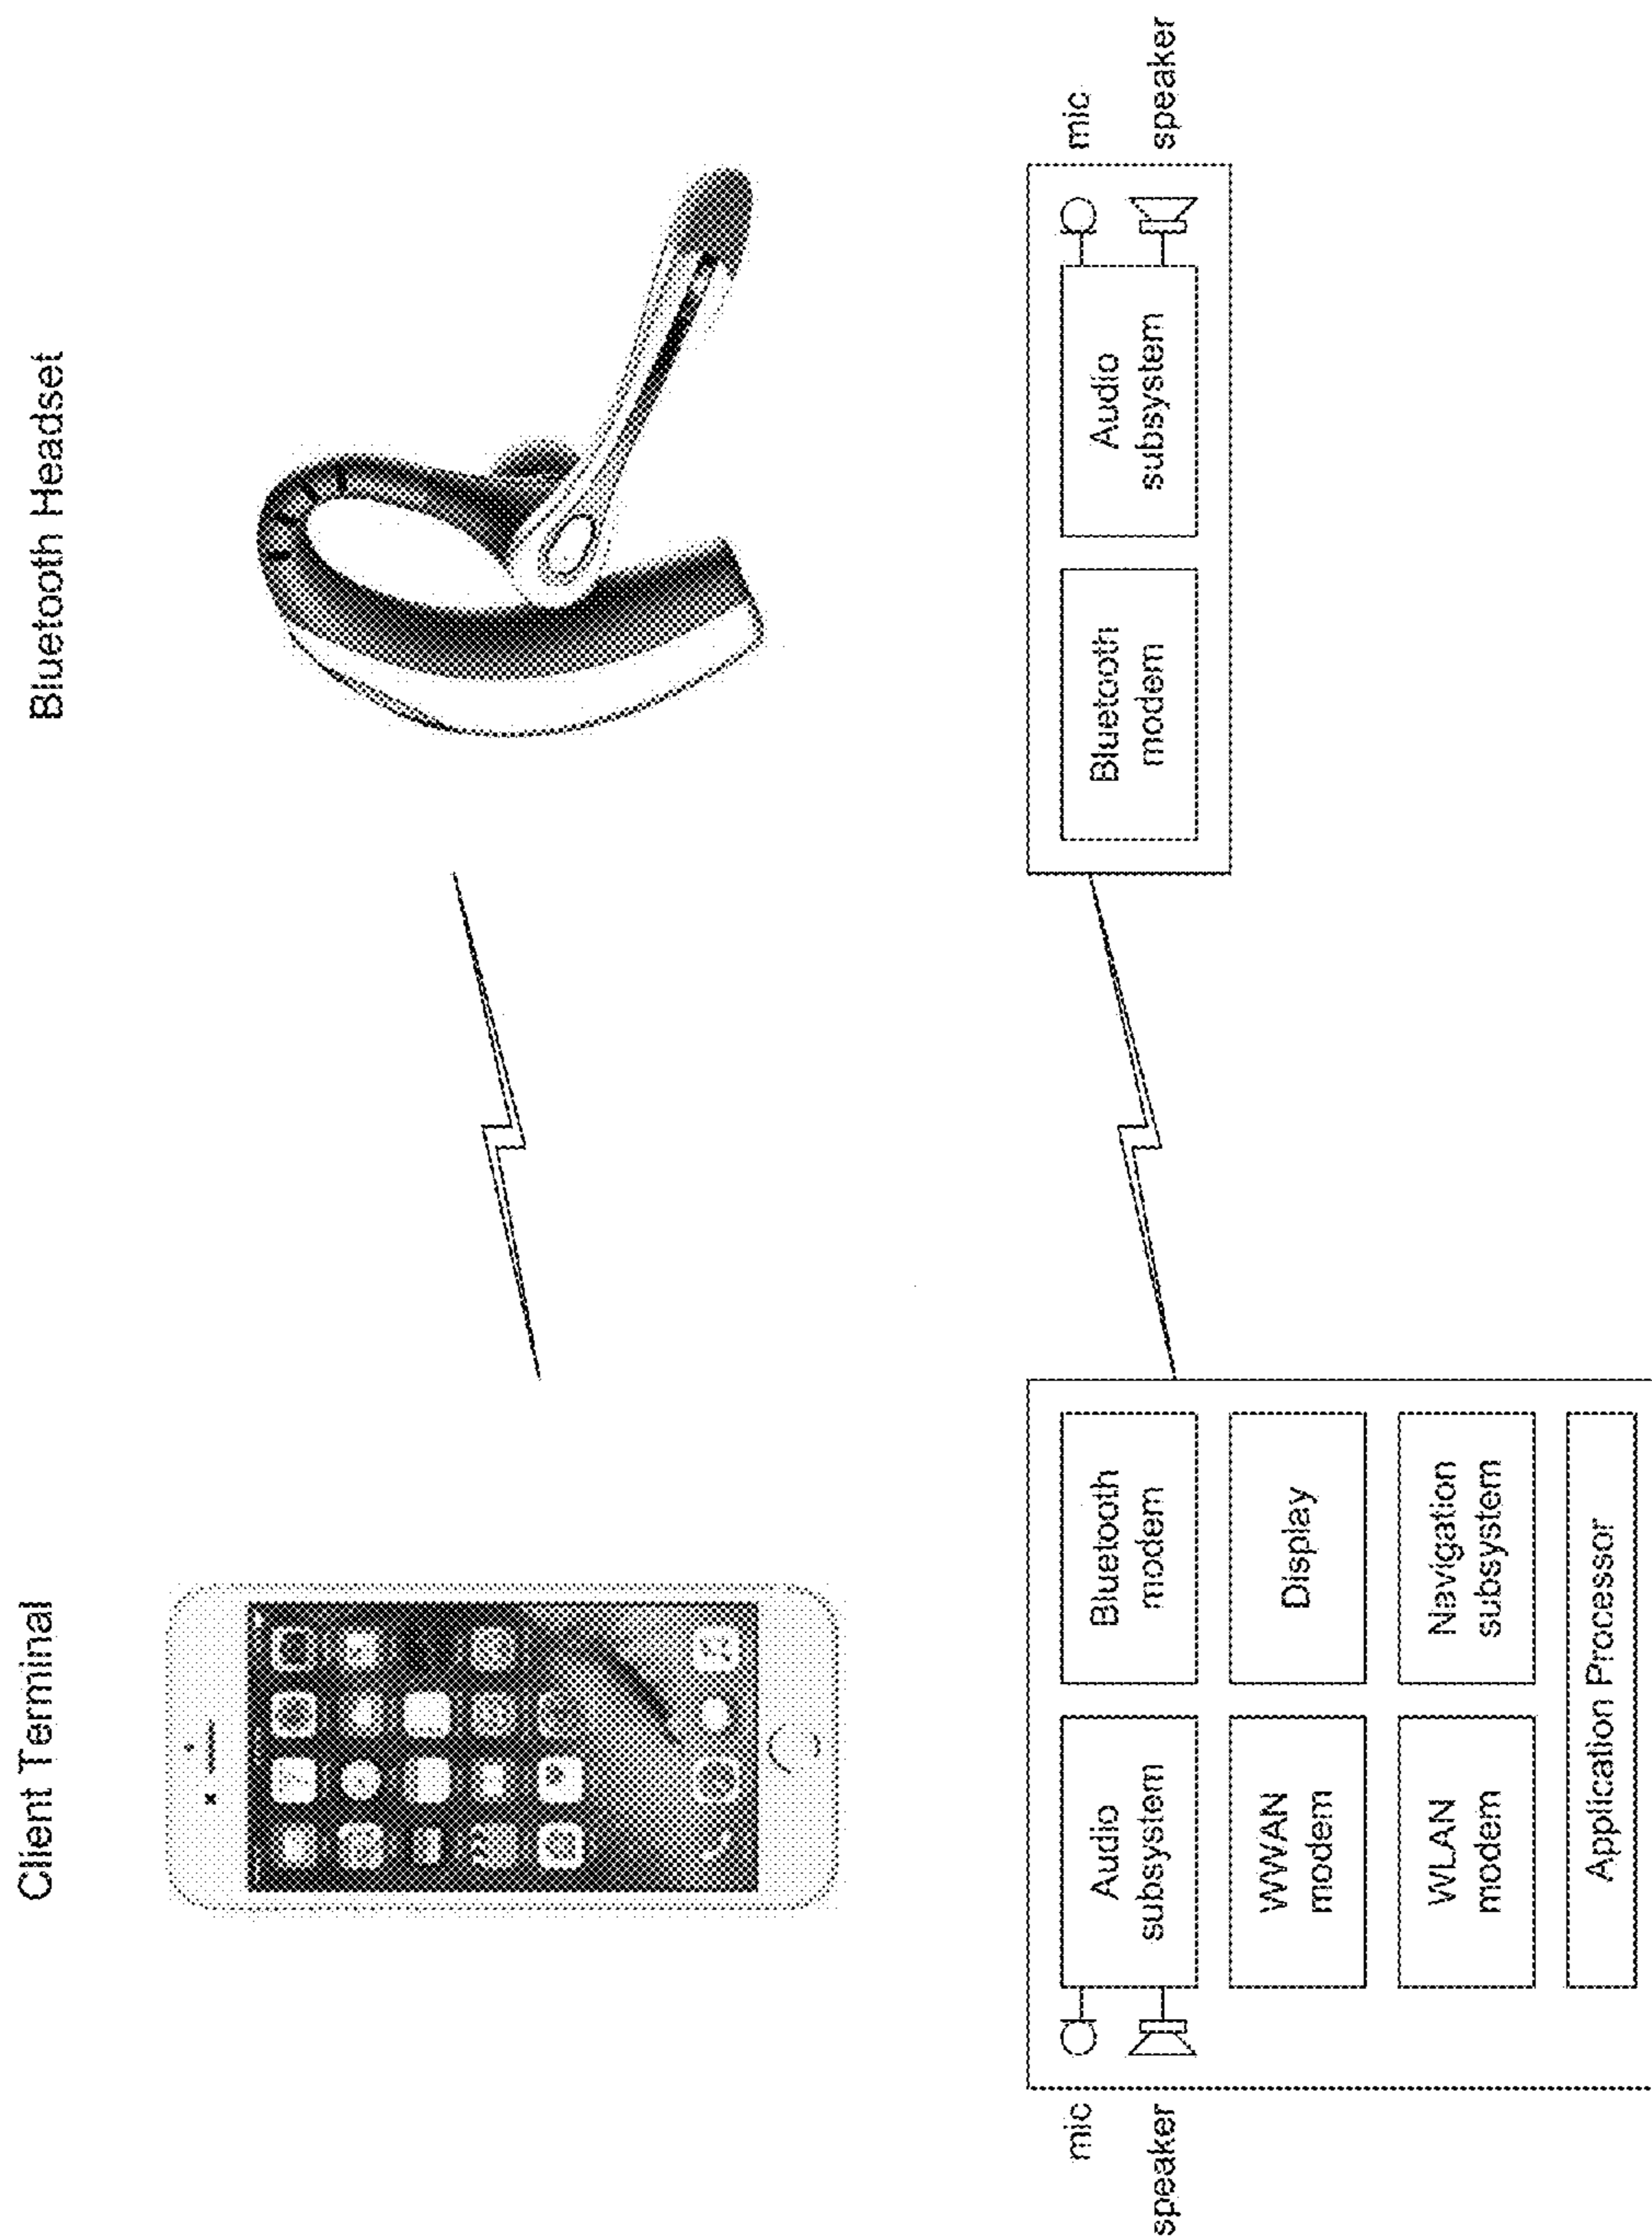 Client Terminal
Bluetooth Headset
mic
speaker
Audio
subsystem
Bluetooth
modem
WWAN
modem
Display
WLAN
modem
Navigation
subsystem
Application Processor
Bluetooth
modem
Audio
subsystem
mic
speaker